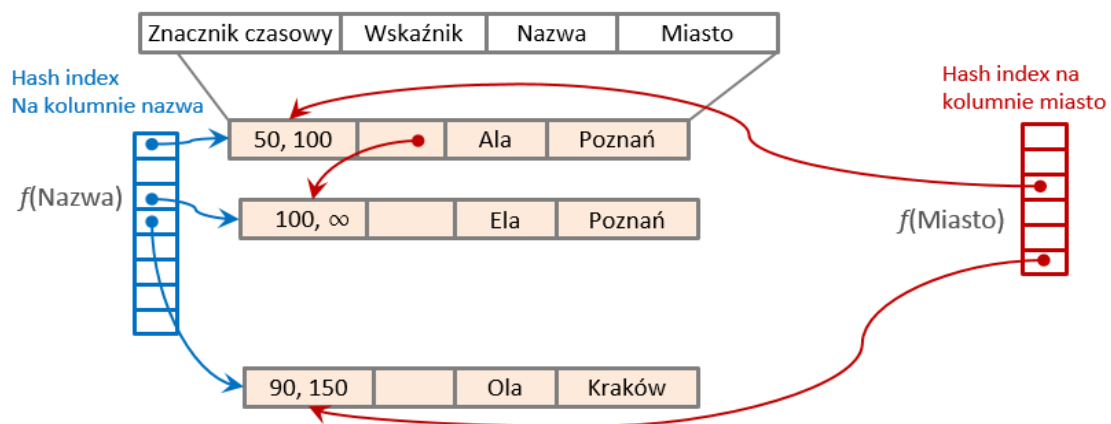 Znacznik czasowy Wskaźnik Nazwa Miasto
Hash index
Na kolumnie nazwa
Hash index na
kolumnie miasto
50, 100 Ala Poznań
f(Nazwa)
100, ∞ Ela Poznań
f(Miasto)
90, 150 Ola Kraków